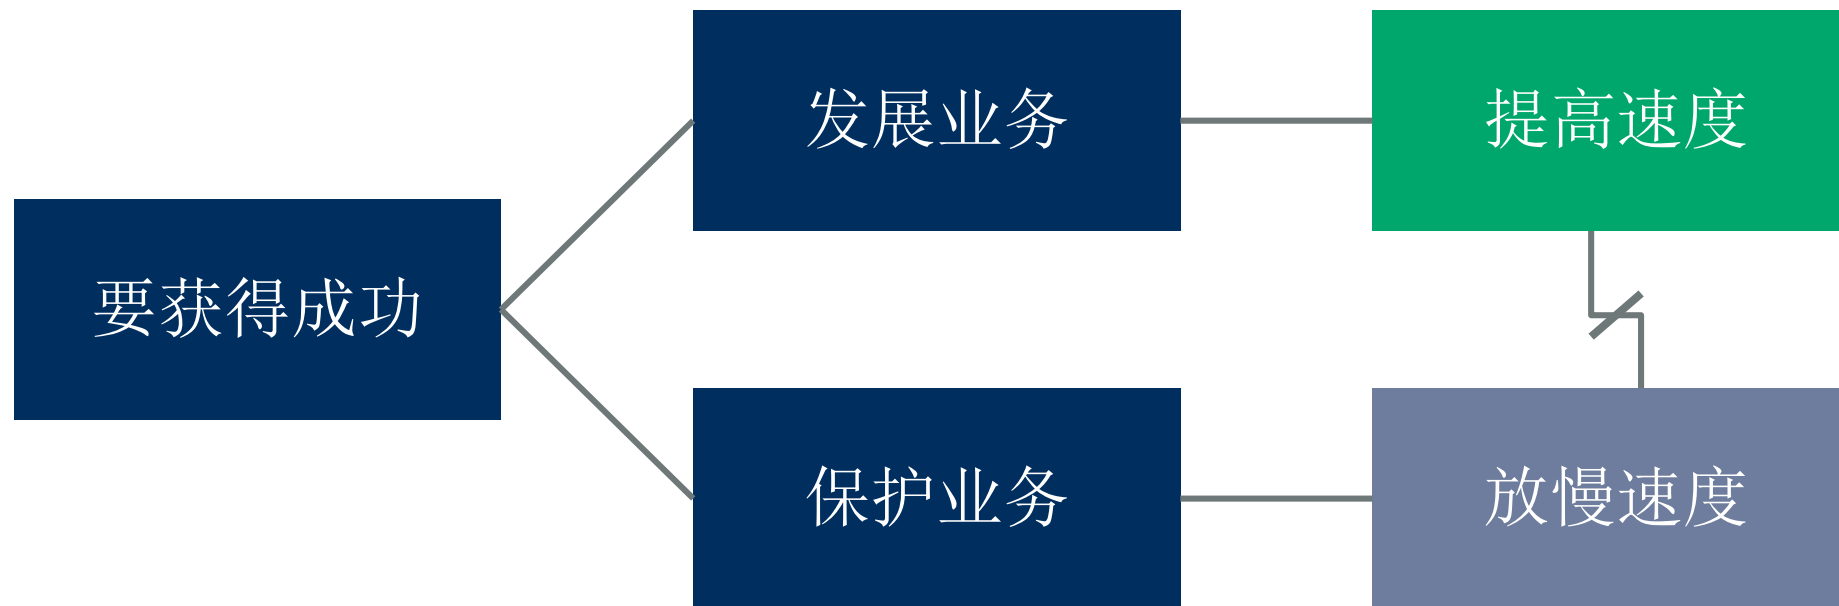 发展业务
提高速度
要获得成功
保护业务
放慢速度